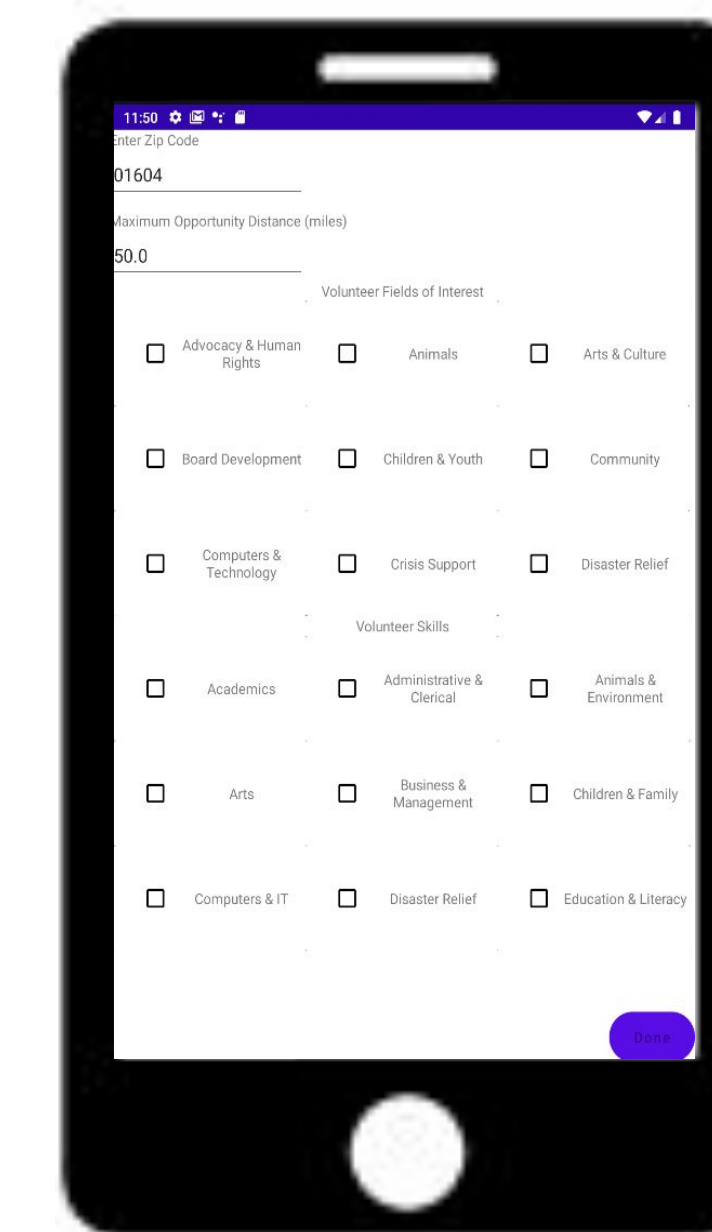 11:50
Enter Zip Code
01604
Maximum Opportunity Distance (miles)
50.0
Volunteer Fields of Interest
Advocacy & Human
Rights
Animals
Arts & Culture
Board Development
Children & Youth
Community
Computers &
Technology
Crisis Support
Disaster Relief
Volunteer Skills
Academics
Administrative &
Clerical
Animals &
Environment
Arts
Business &
Management
Children & Family
Computers & IT
Disaster Relief
Education & Literacy
Done